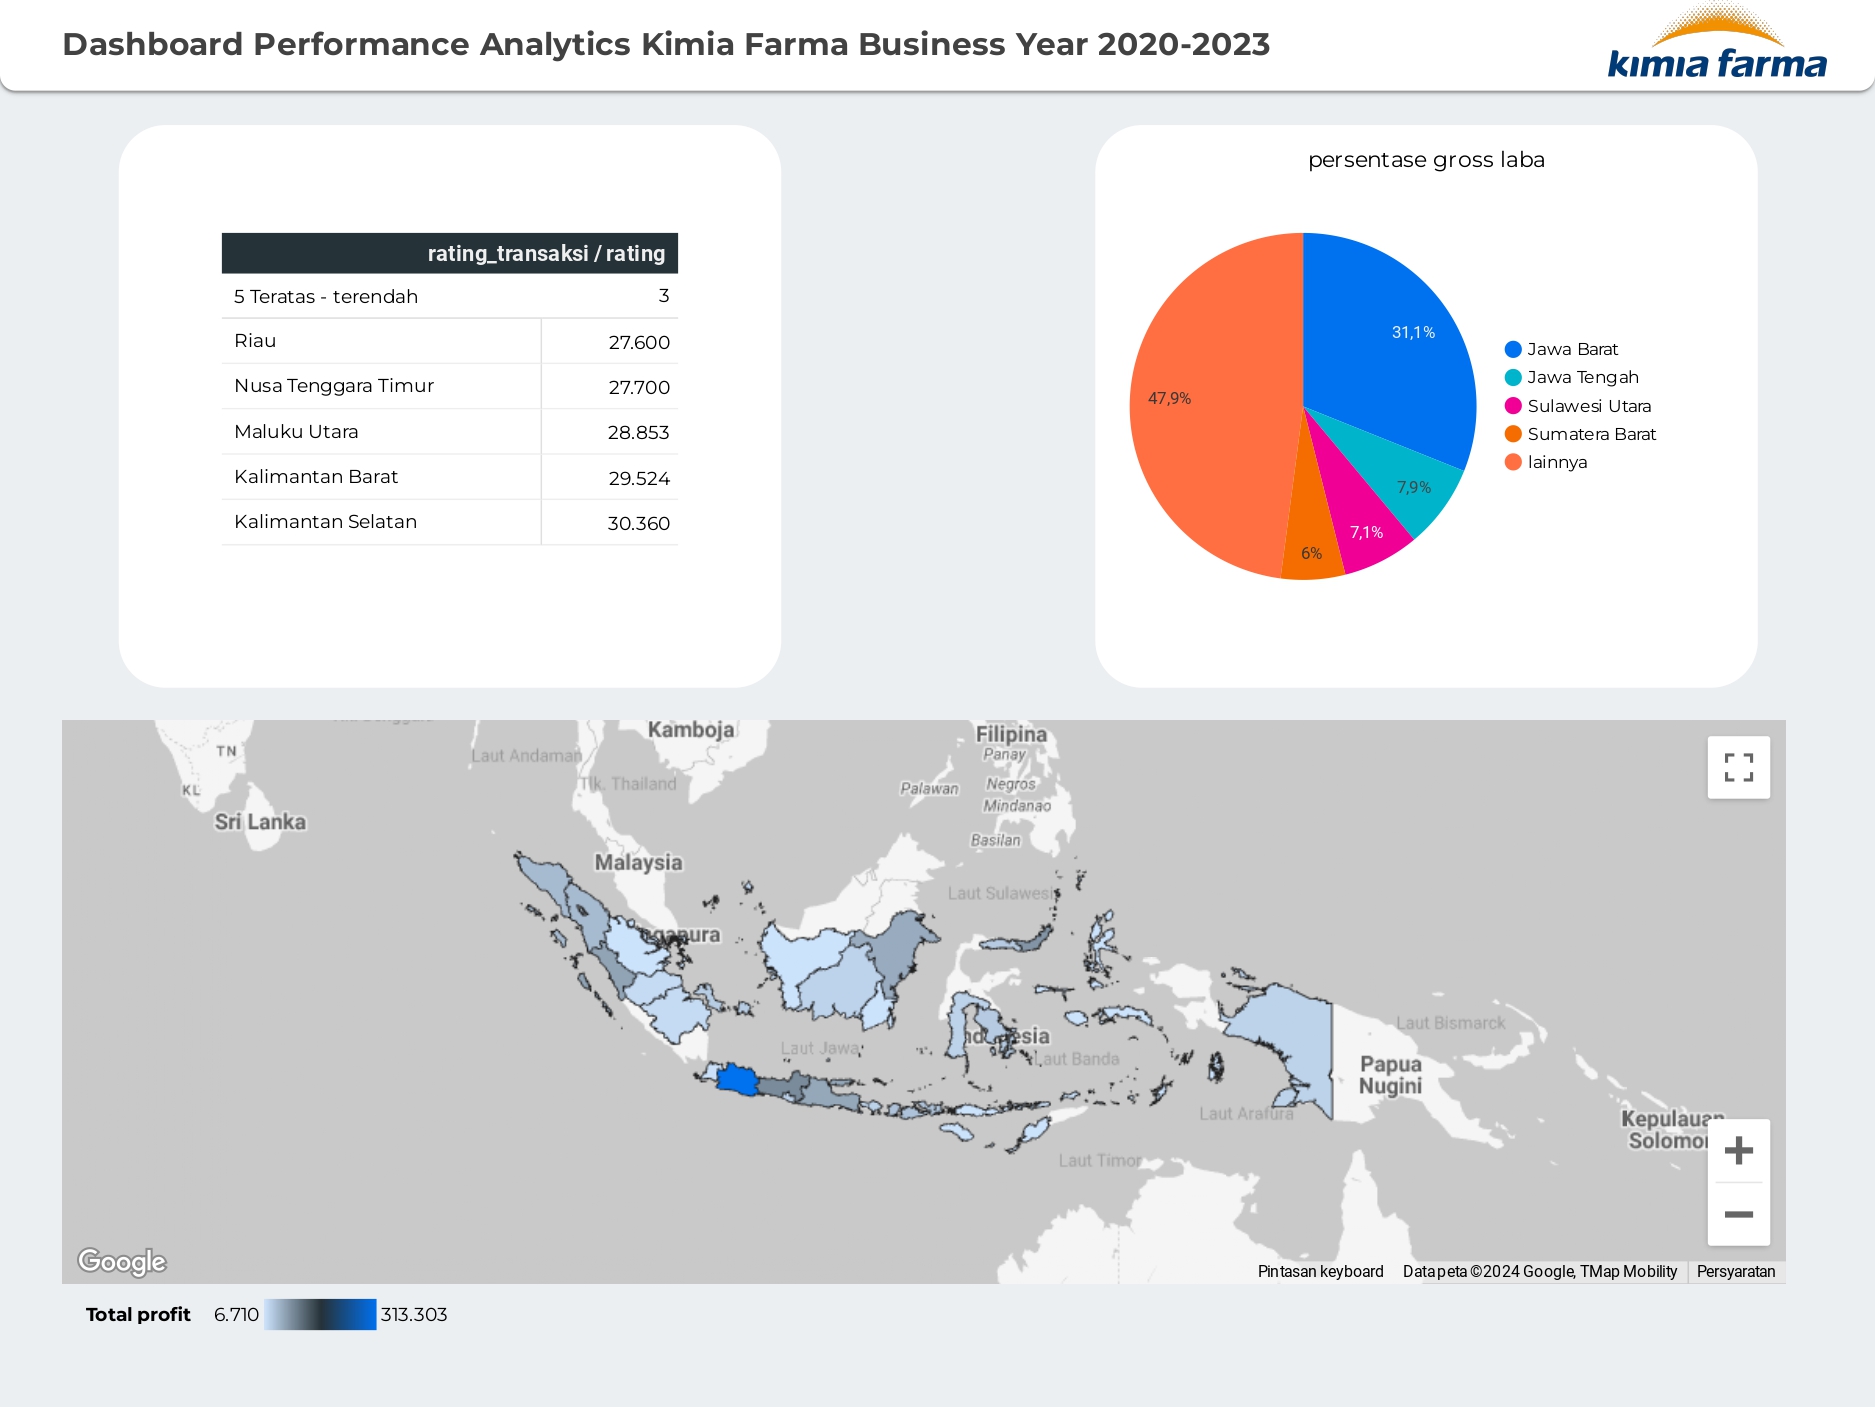 Dashboard Performance Analytics Kimia Farma Business Year 2020-2023
kimia farma
rating_transaksi / rating
5 Teratas - terendah 3
Riau 27.600
Nusa Tenggara Timur 27.700
Maluku Utara 28.853
Kalimantan Barat 29.524
Kalimantan Selatan 30.360
persentase gross laba
31,1%
47,9%
7,9%
7,1%
6%
Jawa Barat
Jawa Tengah
Sulawesi Utara
Sumatera Barat
lainnya
Kamboja
Filipina
TN
Laut Andaman
Panay
Tlk. Thailand
Negros
KL
Palawan
Mindanao
Sri Lanka
Basilan
Malaysia
Laut Sulawesi
Laut Bismarck
Laut Jawa
Laut Banda
Papua
Nugini
Laut Arafura
Kepulauan
Laut Timor
Google
Pintasan keyboard
Data peta ©2024 Google, TMap Mobility
Persyaratan
Total profit 6.710 313.303